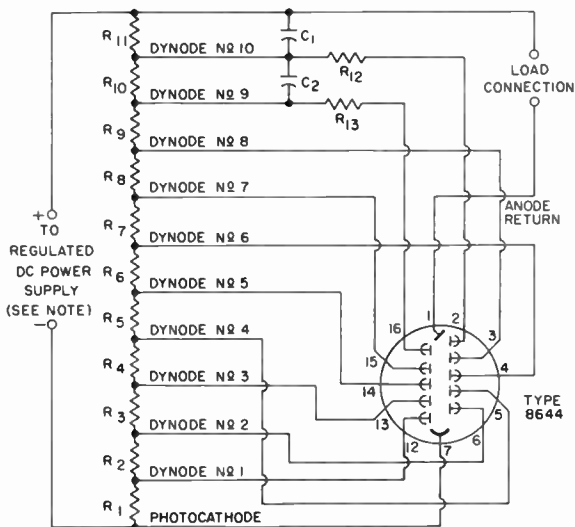 R11
DYNODE No 10
C1
R12
R10
C2
DYNODE No 9
R13
LOAD
CONNECTION
R9
DYNODE No 8
R8
DYNODE No 7
ANODE
RETURN
+
TO
REGULATED
DC POWER
SUPPLY
(SEE NOTE)
-
R7
DYNODE No 6
R6
DYNODE No 5
R5
DYNODE No 4
R4
DYNODE No 3
R3
DYNODE No 2
R2
DYNODE No 1
R1
PHOTOCATHODE
16
1
2
3
15
4
14
5
13
6
12
7
TYPE
8644